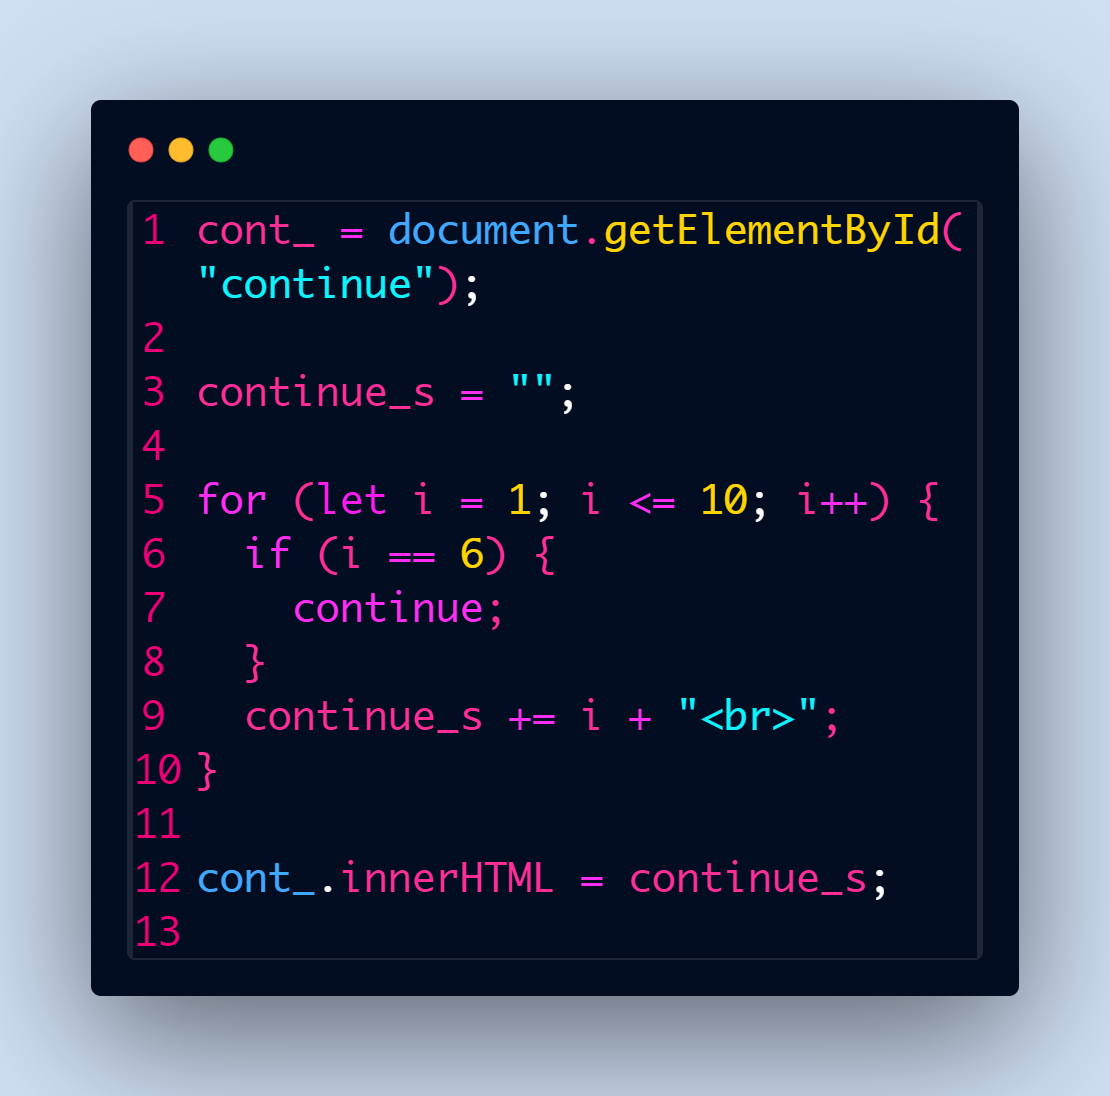 1 cont_ = document.getElementById(
"continue");
2
3 continue_s = "";
4
5 for (let i = 1; i <= 10; i++) {
6   if (i == 6) {
7     continue;
8   }
9   continue_s += i + "<br>";
10 }
11
12 cont_.innerHTML = continue_s;
13